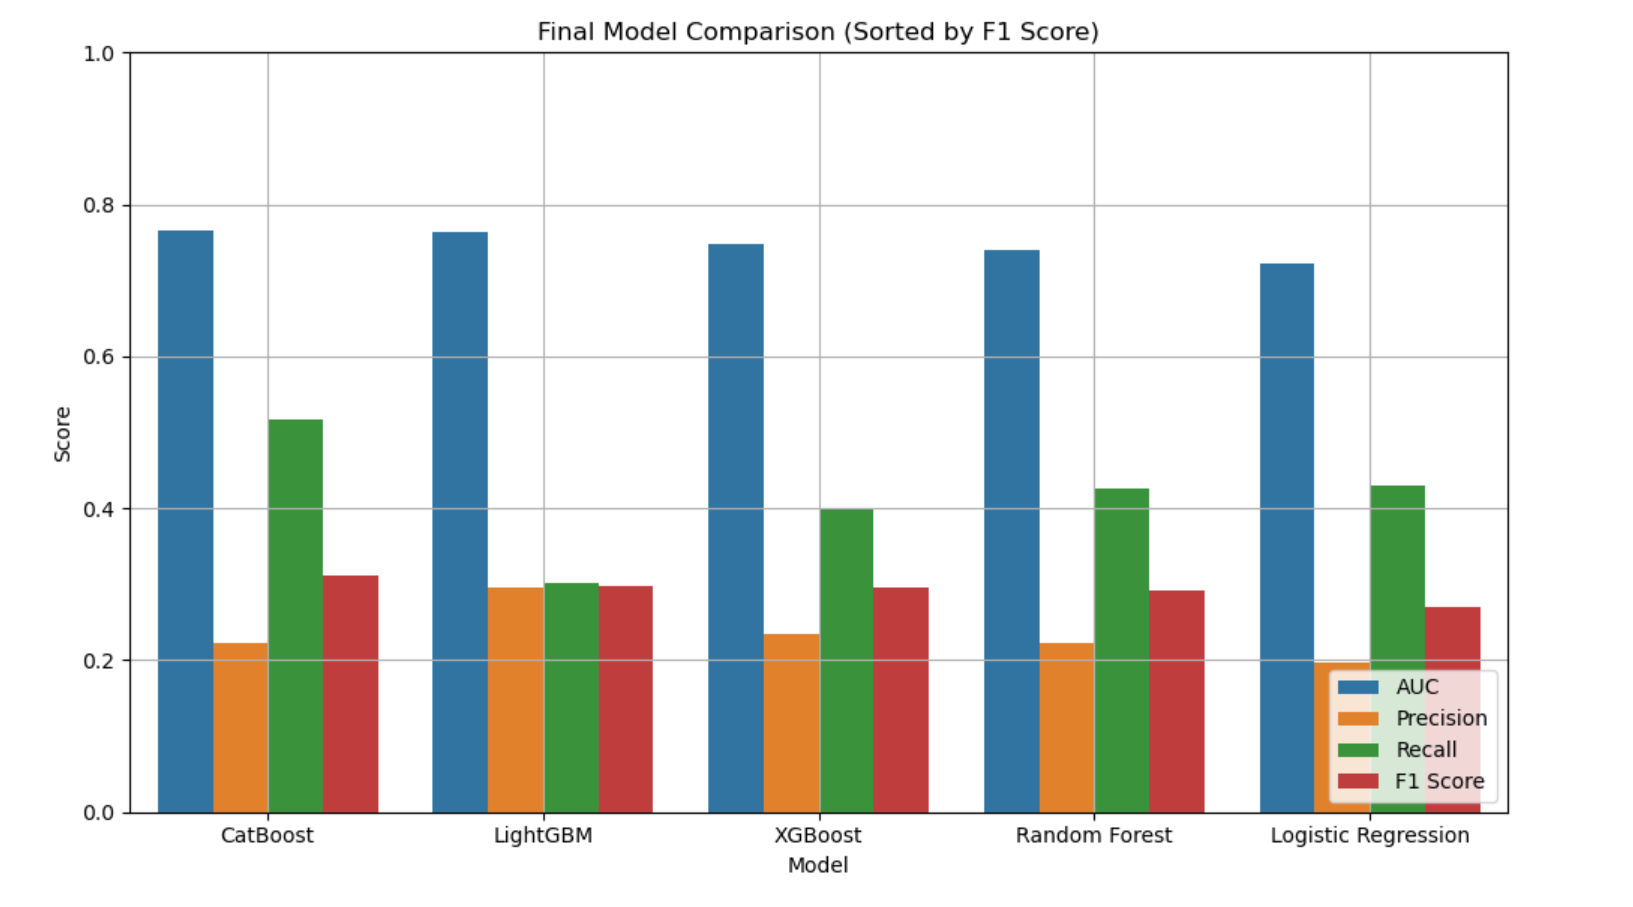 Final Model Comparison (Sorted by F1 Score)
1.0
0.8
0.6
0.4
0.2
0.0
Score
CatBoost
LightGBM
XGBoost
Random Forest
Logistic Regression
Model
AUC
Precision
Recall
F1 Score